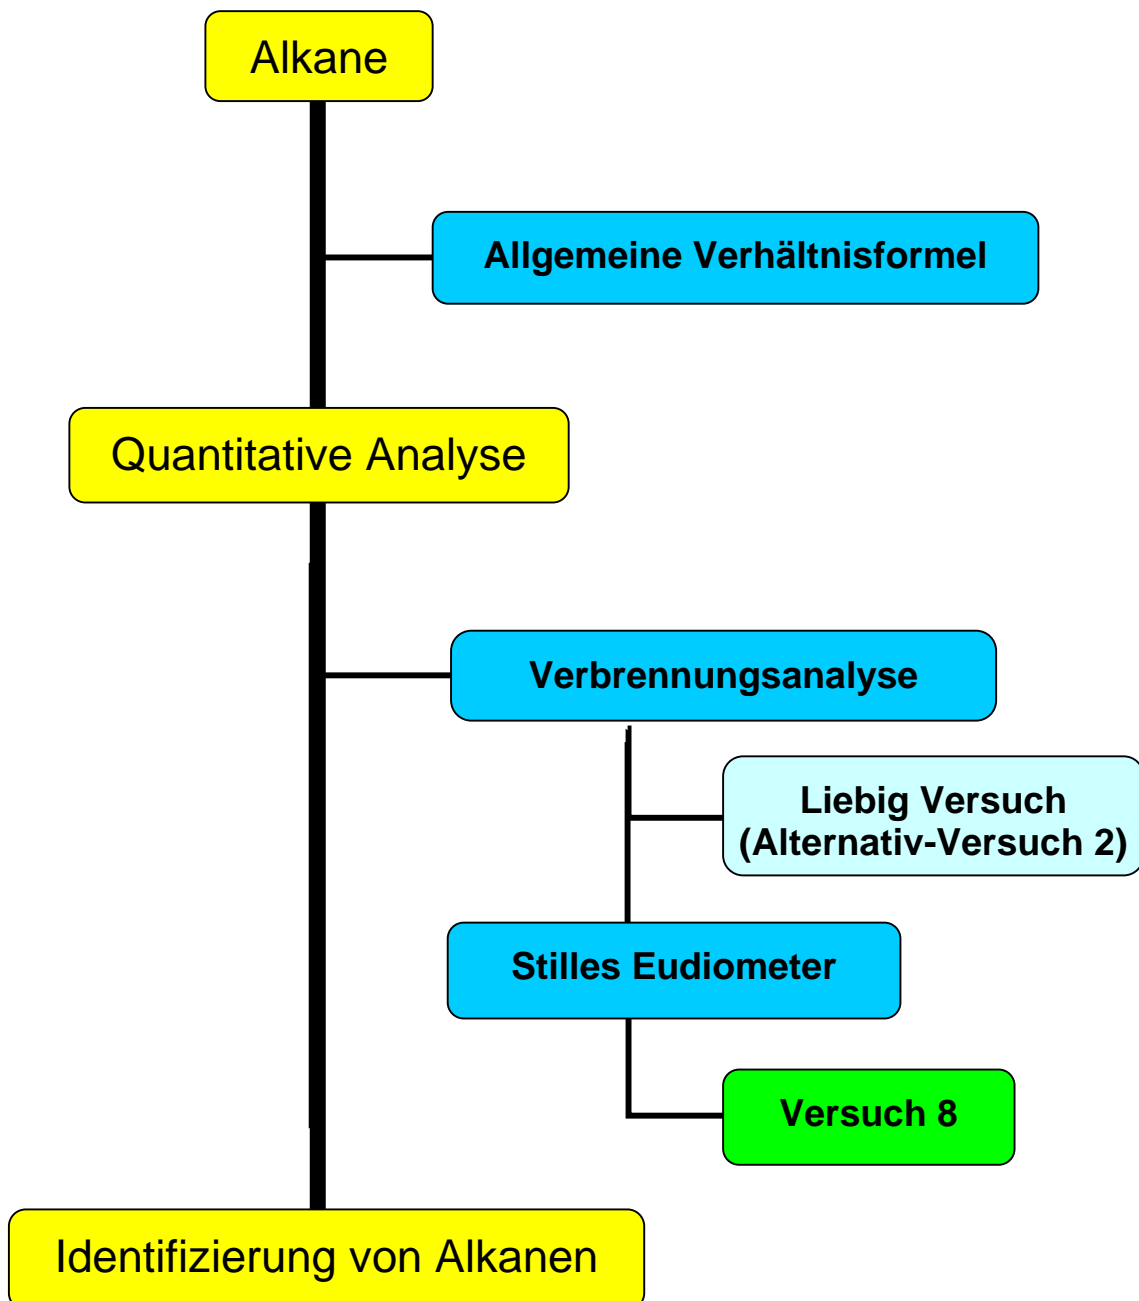 Alkane
Allgemeine Verhältnisformel
Quantitative Analyse
Verbrennungsanalyse
Liebig Versuch
(Alternativ-Versuch 2)
Stilles Eudiometer
Versuch 8
Identifizierung von Alkanen